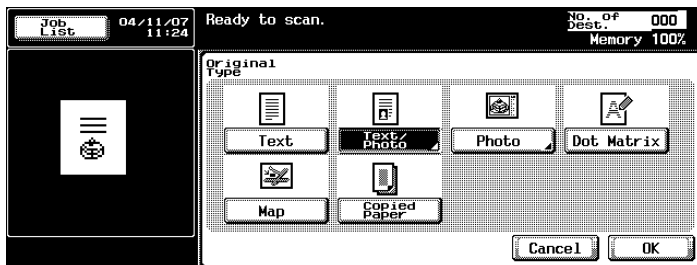 Job
List
04/11/07
11:24
Ready to scan.
No. of
Dest.
000
Memory 100%
Original
Type
Text
Text/
Photo
Photo
Dot Matrix
Map
Copied
Paper
Cancel
OK